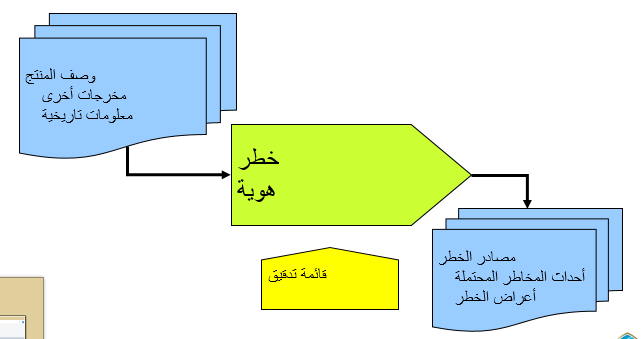 وصف المنتج
مخرجات أخرى
معلومات تاريخية
خطر
هوية
قائمة تدقيق
مصادر الخطر
أحداث المخاطر المحتملة
أعراض الخطر